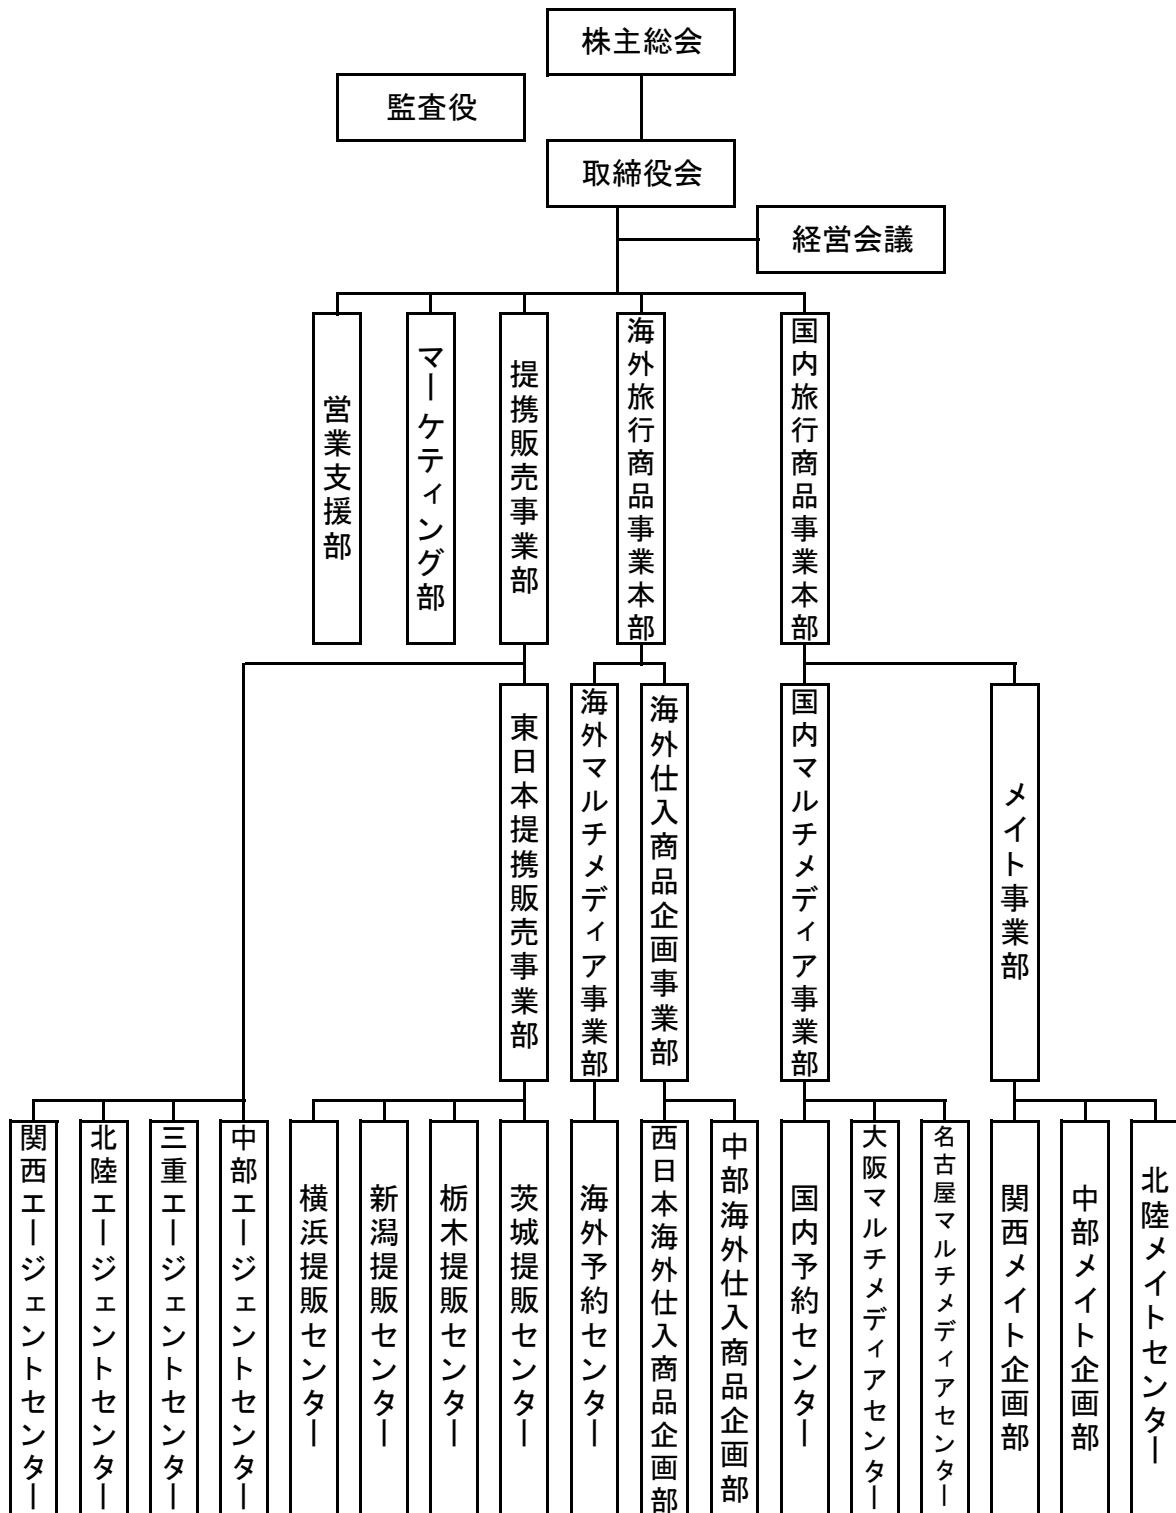 株主総会
監査役
取締役会
経営会議
営業支援部
マーケティング部
提携販売事業部
海外旅行商品事業本部
国内旅行商品事業本部
東日本提携販売事業部
海外マルチメディア事業部
海外仕入商品企画事業部
国内マルチメディア事業部
メイト事業部
関西エージェントセンター
北陸エージェントセンター
三重エージェントセンター
中部エージェントセンター
横浜提販センター
新潟提販センター
栃木提販センター
茨城提販センター
海外予約センター
西日本海外仕入商品企画部
中部海外仕入商品企画部
国内予約センター
大阪マルチメディアセンター
名古屋マルチメディアセンター
関西メイト企画部
中部メイト企画部
北陸メイトセンター